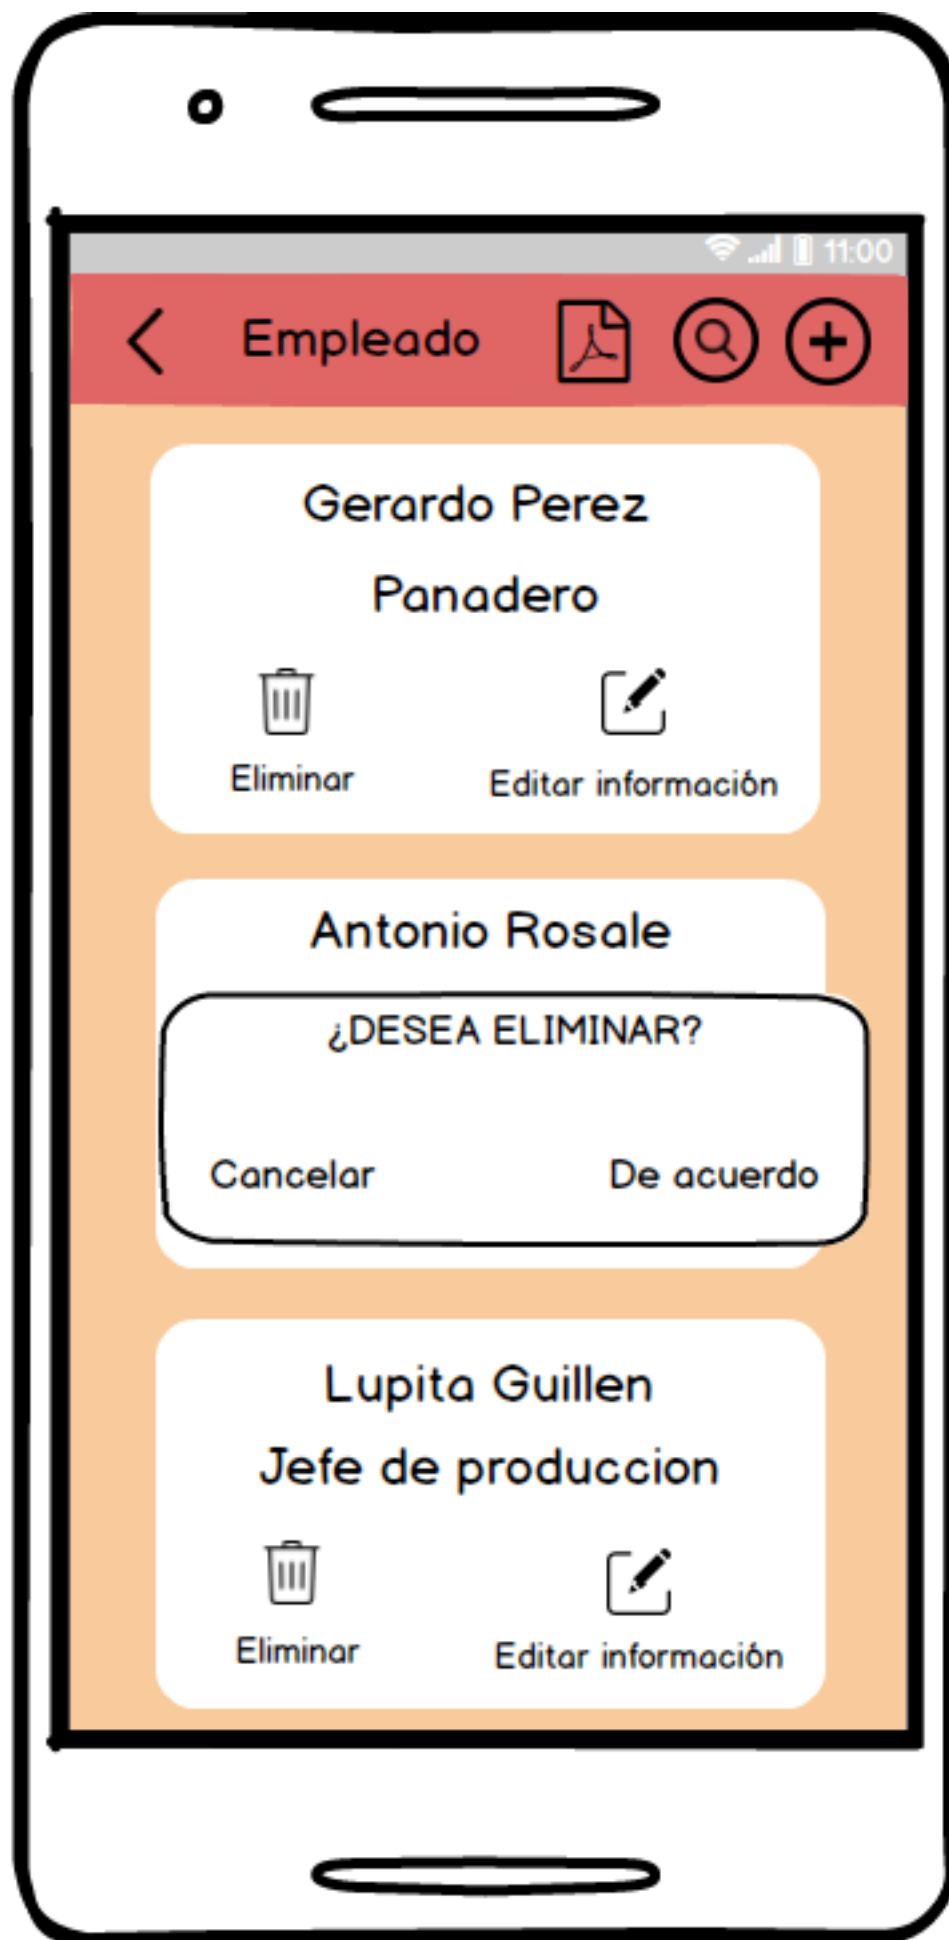 11:00
Empleado
Gerardo Perez
Panadero
Eliminar
Editar información
Antonio Rosale
¿DESEA ELIMINAR?
Cancelar
De acuerdo
Lupita Guillen
Jefe de produccion
Eliminar
Editar información